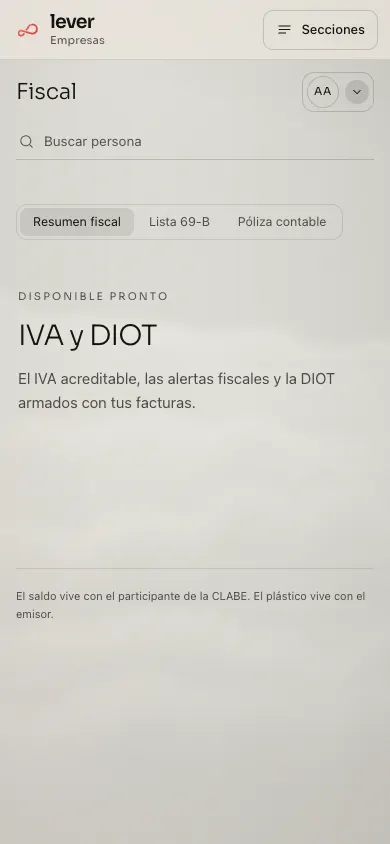 lever
Empresas
Secciones
Fiscal
AA
Buscar persona
Resumen fiscal
Lista 69-B
Póliza contable
DISPONIBLE PRONTO
IVA y DIOT
El IVA acreditable, las alertas fiscales y la DIOT
armados con tus facturas.
El saldo vive con el participante de la CLABE. El plástico vive con el
emisor.